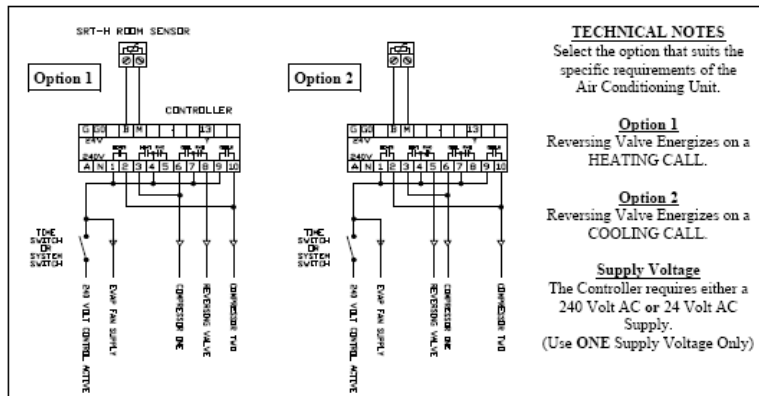 SRT-H ROOM SENSOR
Option 1
CONTROLLER
G G0 B M . 13
24V
240V
A N 1 2 3 4 5 6 7 8 9 10
TIME
SWITCH
OR
SYSTEM
SWITCH
240 VOLT CONTROL ACTIVE
EVAP FAN SUPPLY
COMPRESSOR ONE
REVERSING VALVE
COMPRESSOR TWO
Option 2
G G0 B M . 13
24V
240V
A N 1 2 3 4 5 6 7 8 9 10
TIME
SWITCH
OR
SYSTEM
SWITCH
240 VOLT CONTROL ACTIVE
EVAP FAN SUPPLY
REVERSING VALVE
COMPRESSOR ONE
COMPRESSOR TWO
TECHNICAL NOTES
Select the option that suits the
specific requirements of the
Air Conditioning Unit.
Option 1
Reversing Valve Energizes on a
HEATING CALL.
Option 2
Reversing Valve Energizes on a
COOLING CALL.
Supply Voltage
The Controller requires either a
240 Volt AC or 24 Volt AC
Supply.
(Use ONE Supply Voltage Only)